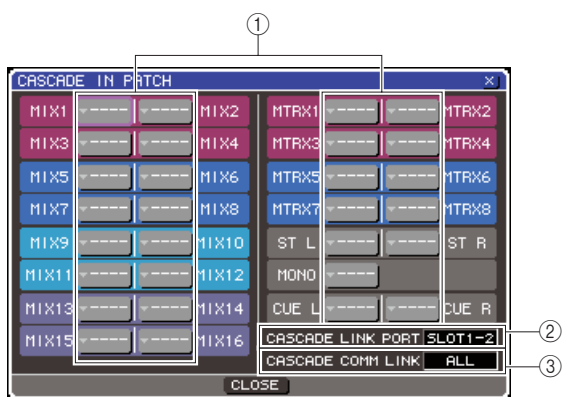 ①
CASCADE IN PATCH X
MIX1 ---- ---- MIX2 MTRX1 ---- ---- MTRX2
MIX3 ---- ---- MIX4 MTRX3 ---- ---- MTRX4
MIX5 ---- ---- MIX6 MTRX5 ---- ---- MTRX6
MIX7 ---- ---- MIX8 MTRX7 ---- ---- MTRX8
MIX9 ---- ---- MIX10 ST L ---- ---- ST R
MIX11 ---- ---- MIX12 MONO ----
MIX13 ---- ---- MIX14 CUE L ---- ---- CUE R
MIX15 ---- ---- MIX16 CASCADE LINK PORT SLOT1-2 ②
CASCADE COMM LINK ALL ③
CLOSE